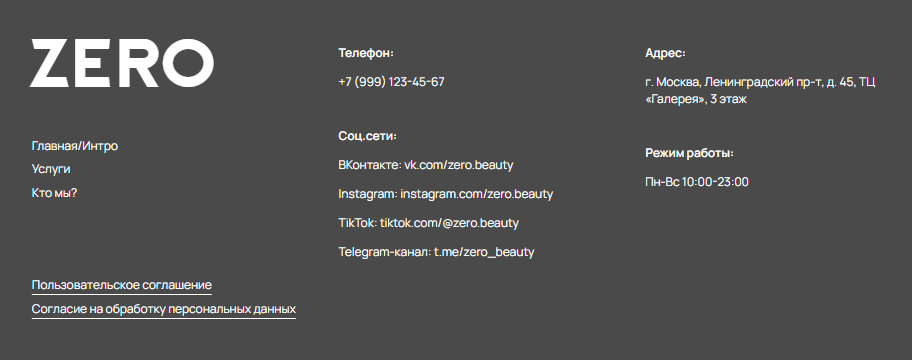 ZERO
Главная/Интро
Услуги
Кто мы?
Пользовательское соглашение
Согласие на обработку персональных данных
Телефон:
+7 (999) 123-45-67
Соц.сети:
ВКонтакте: vk.com/zero.beauty
Instagram: instagram.com/zero.beauty
TikTok: tiktok.com/@zero.beauty
Telegram-канал: t.me/zero_beauty
Адрес:
г. Москва, Ленинградский пр-т, д. 45, ТЦ
«Галерея», 3 этаж
Режим работы:
Пн-Вс 10:00-23:00